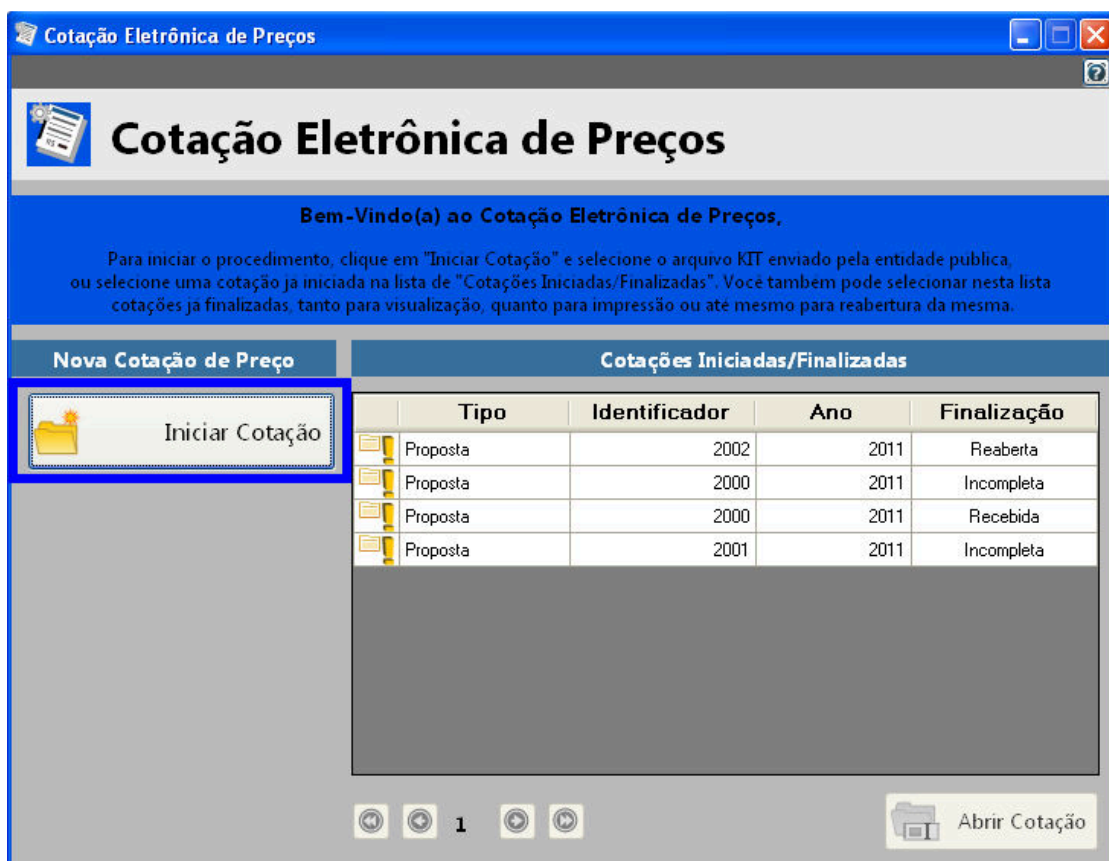 Cotação Eletrônica de Preços
Cotação Eletrônica de Preços
Bem-Vindo(a) ao Cotação Eletrônica de Preços,
Para iniciar o procedimento, clique em "Iniciar Cotação" e selecione o arquivo KIT enviado pela entidade pública,
ou selecione uma cotação já iniciada na lista de "Cotações Iniciadas/Finalizadas". Você tambem pode selecionar nesta lista
cotações já finalizadas, tanto para visualização, quanto para impressão ou até mesmo para reabertura da mesma.
Nova Cotação de Preço
Iniciar Cotação
Cotações Iniciadas/Finalizadas
Tipo Identificador Ano Finalização
Proposta 2002 2011 Reaberta
Proposta 2000 2011 Incompleta
Proposta 2000 2011 Recebida
Proposta 2001 2011 Incompleta
1
Abrir Cotação